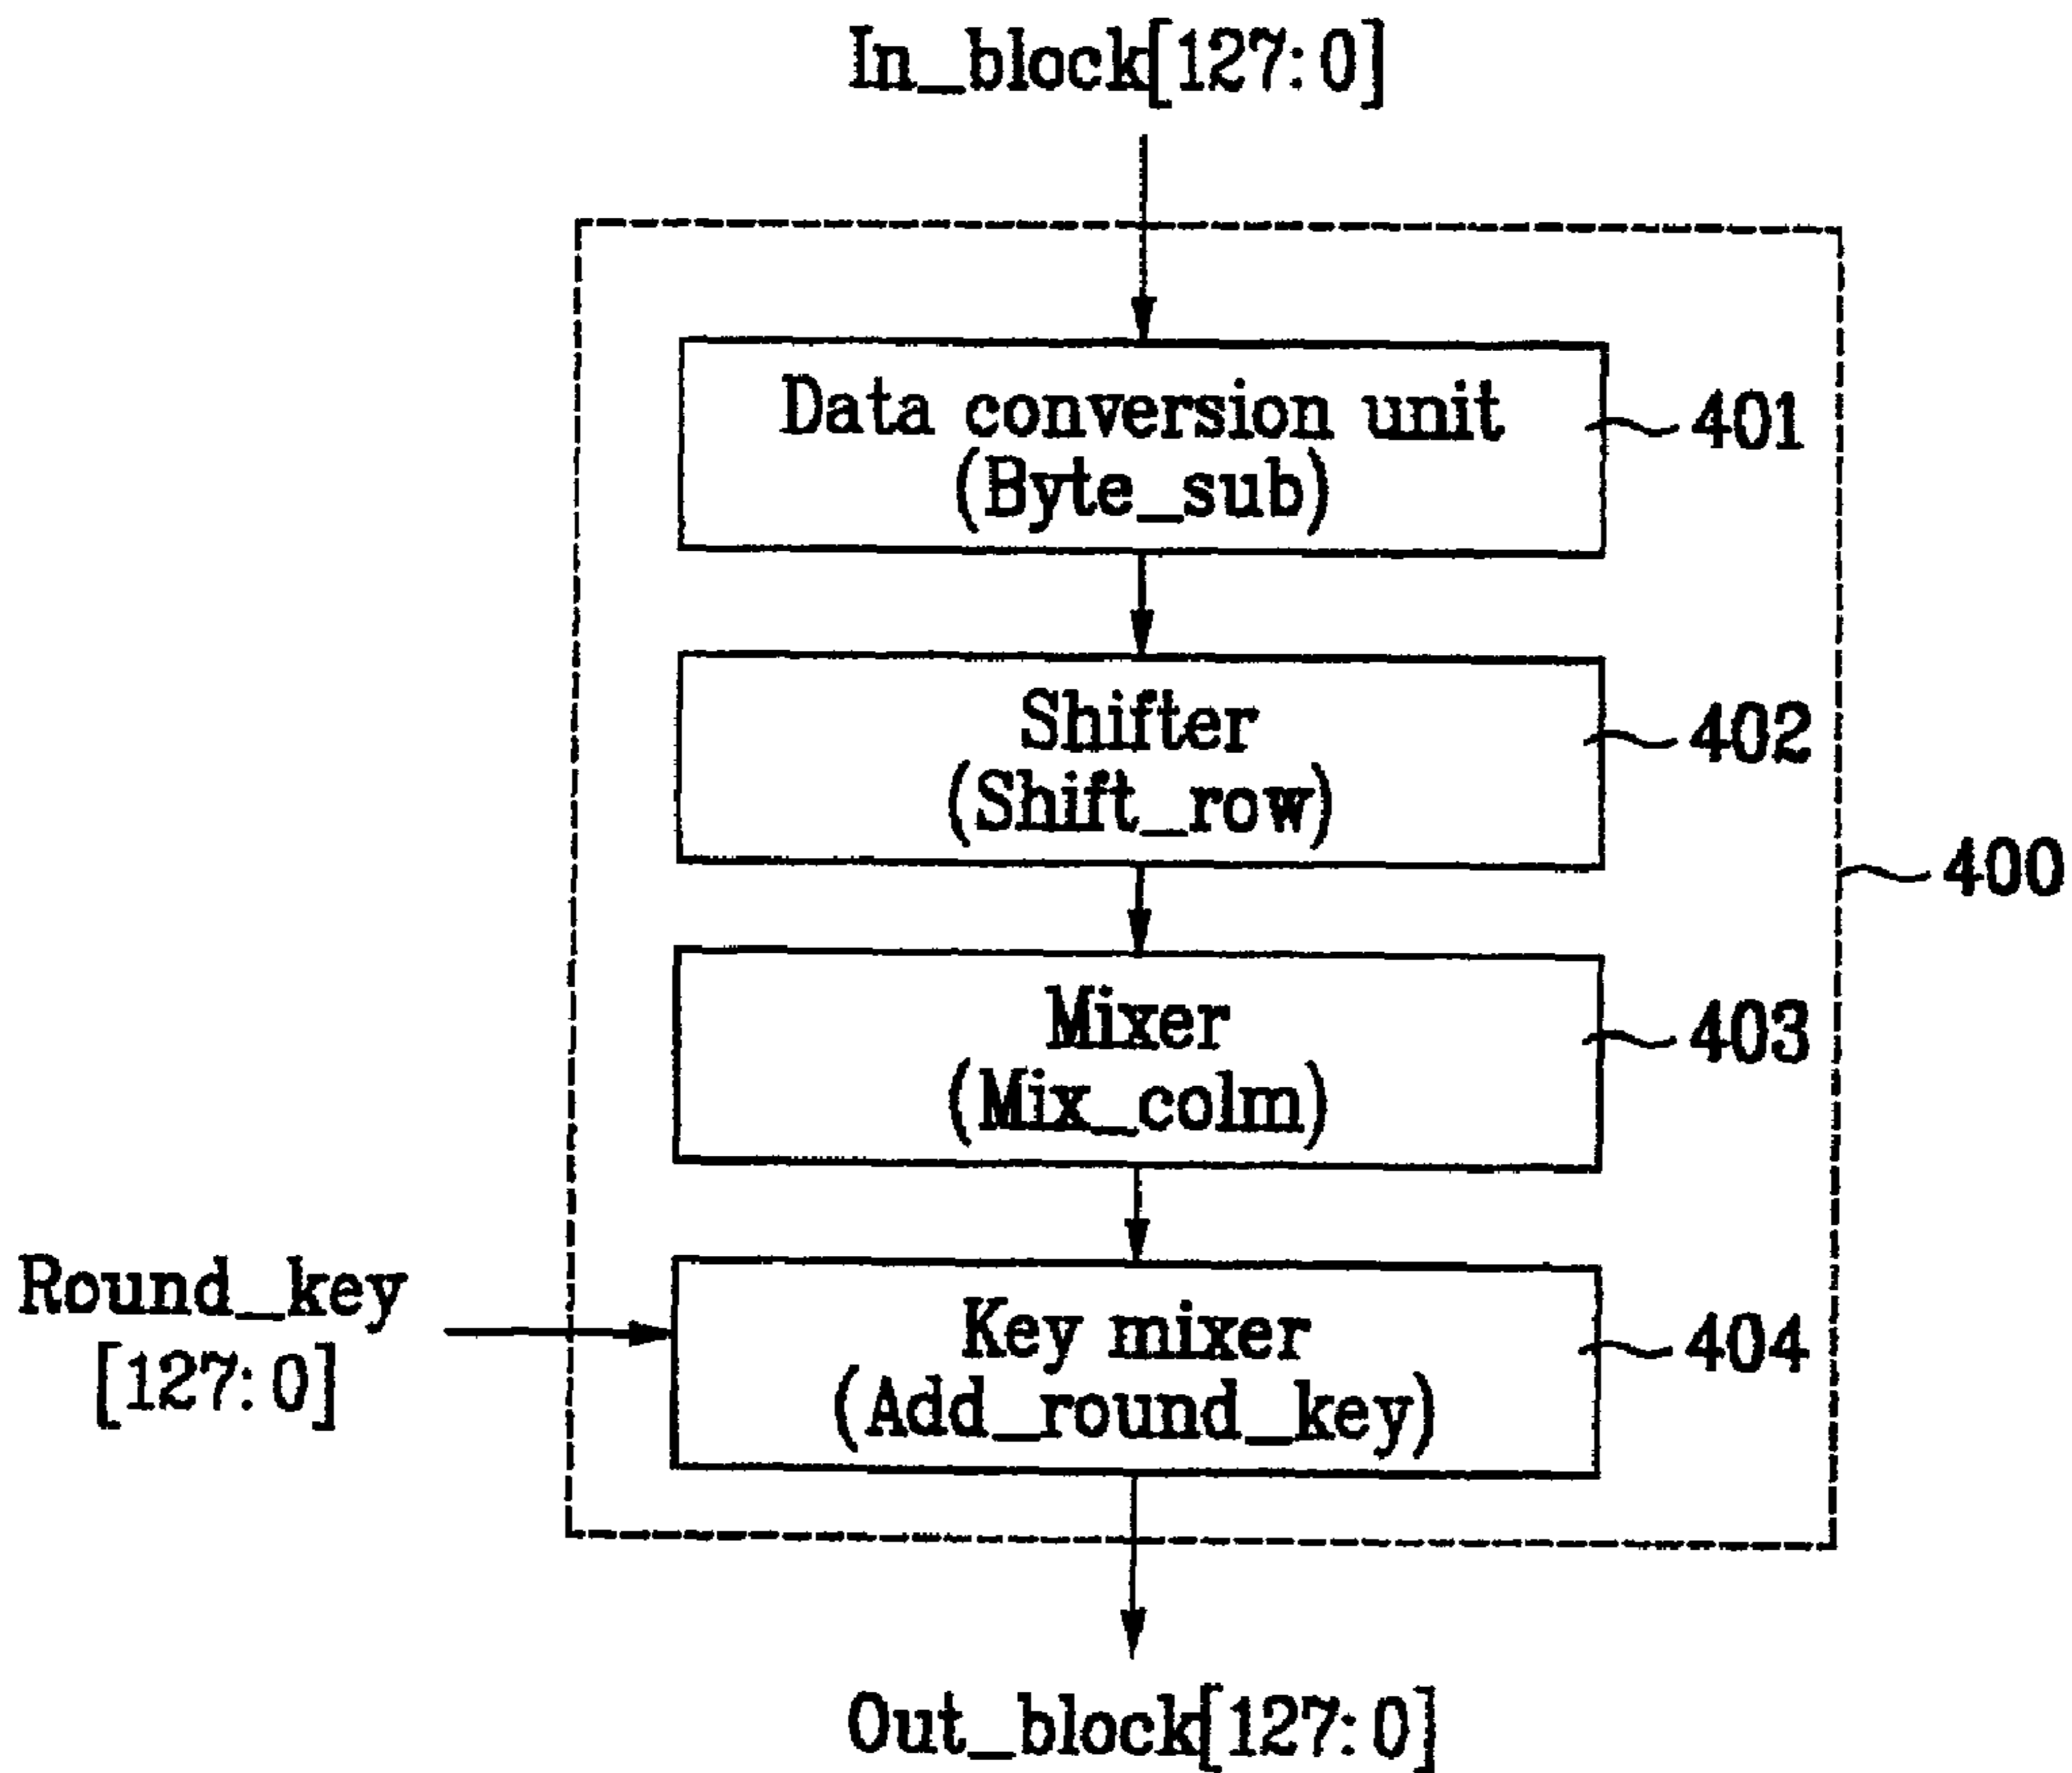 In_block[127:0]
Data conversion unit
(Byte_sub)
401
Shifter
(Shift_row)
402
400
Mixer
(Mix_colm)
403
Round_key
[127:0]
Key mixer
(Add_round_key)
404
Out_block[127:0]